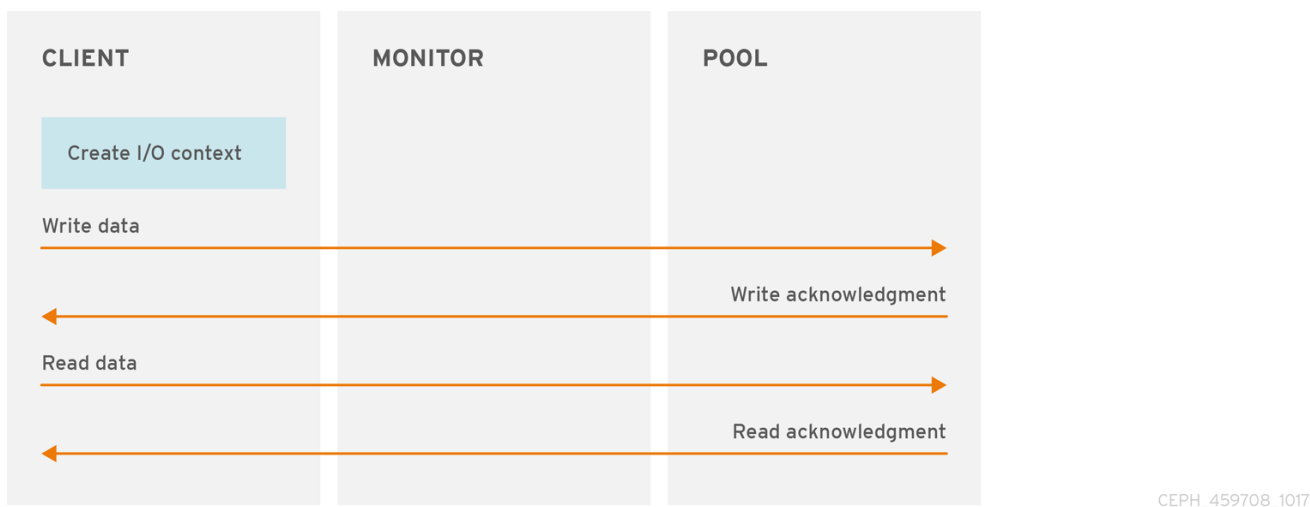 CLIENT
MONITOR
POOL
Create I/O context
Write data
Write acknowledgment
Read data
Read acknowledgment
CEPH 459708 1017